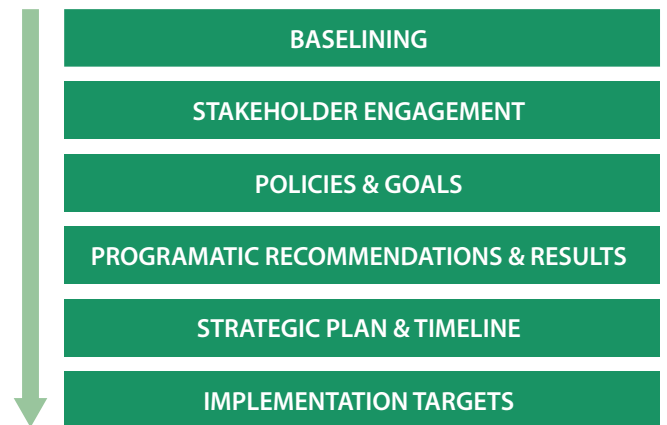 BASELINING
STAKEHOLDER ENGAGEMENT
POLICIES & GOALS
PROGRAMATIC RECOMMENDATIONS & RESULTS
STRATEGIC PLAN & TIMELINE
IMPLEMENTATION TARGETS